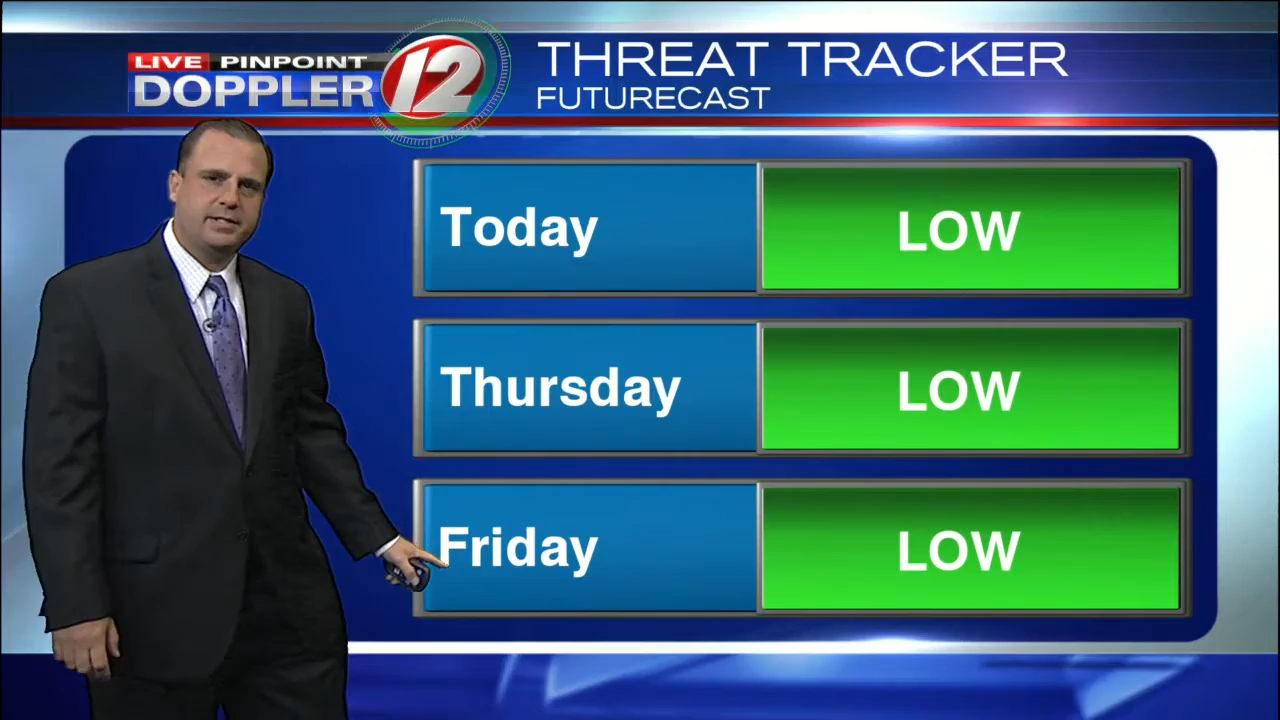 LIVE PINPOINT
DOPPLER 12
THREAT TRACKER
FUTURECAST
Today LOW
Thursday LOW
Friday LOW